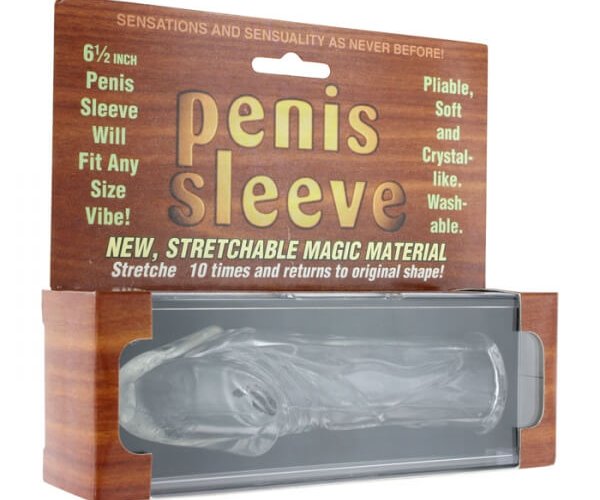 SENSATIONS AND SENSUALITY AS NEVER BEFORE!
6½ INCH
Penis
Sleeve
Will
Fit Any
Size
Vibe!
penis
sleeve
Pliable,
Soft
and
Crystal-
like.
Wash-
able.
NEW, STRETCHABLE MAGIC MATERIAL
Stretche 10 times and returns to original shape!